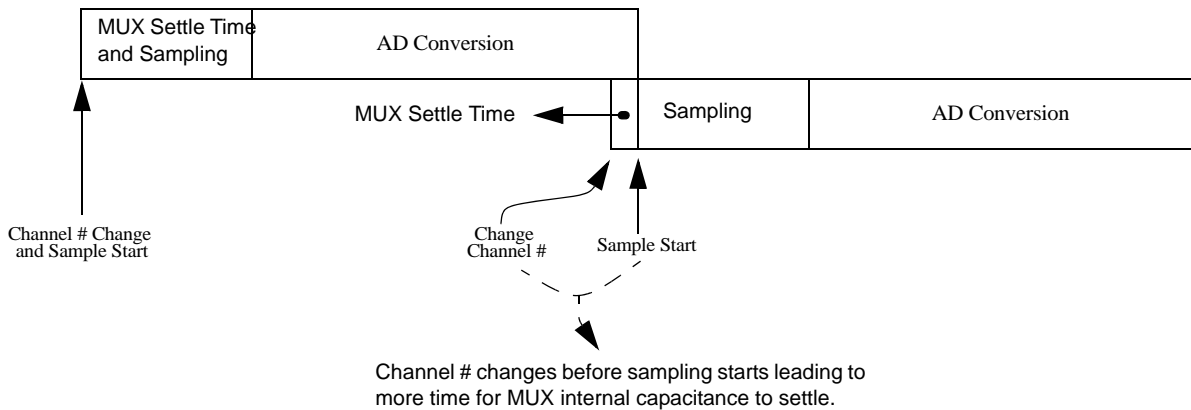 MUX Settle Time
and Sampling
AD Conversion
MUX Settle Time
Sampling
AD Conversion
Channel # Change
and Sample Start
Change
Channel #
Sample Start
Channel # changes before sampling starts leading to
more time for MUX internal capacitance to settle.